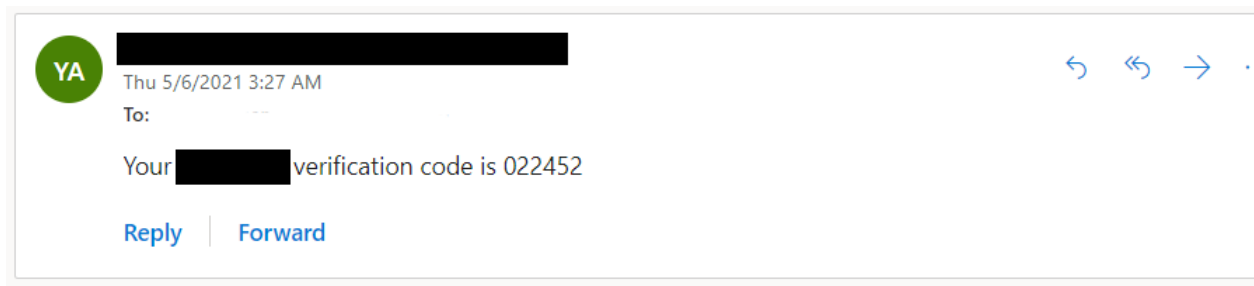 YA
Thu 5/6/2021 3:27 AM
To:
Your verification code is 022452
Reply
Forward